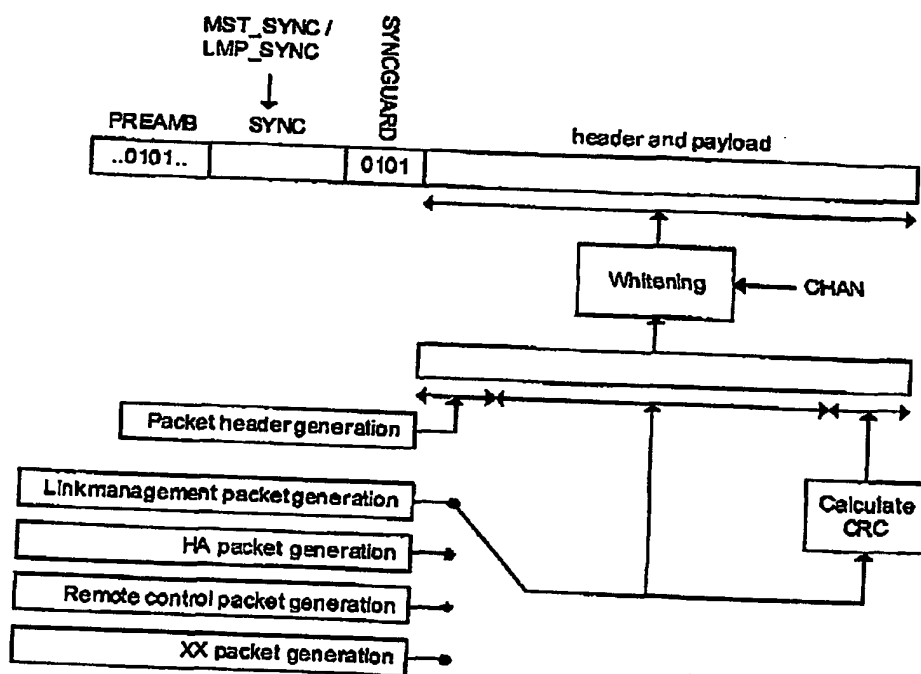 MST_SYNC /
LMP_SYNC
SYNCGUARD
PREAMB
SYNC
header and payload
..0101..
0101
Whitening
CHAN
Packet header generation
Linkmanagement packet generation
Calculate
CRC
HA packet generation
Remote control packet generation
XX packet generation